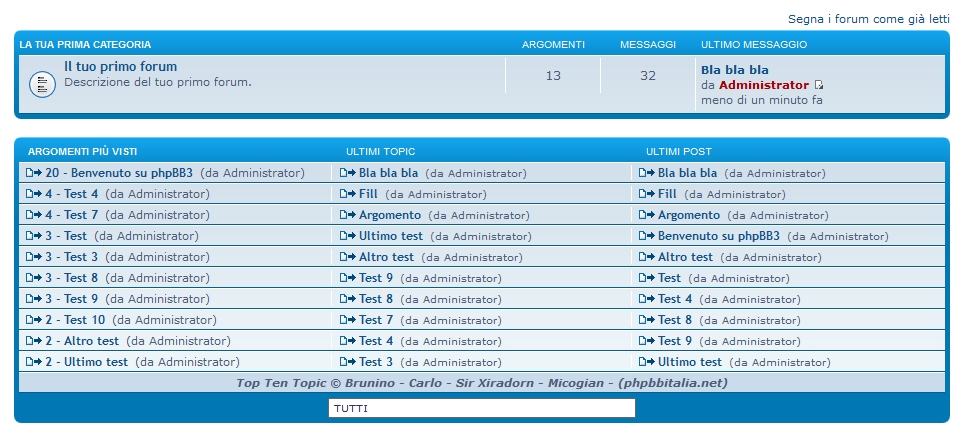 Segna i forum come già letti
LA TUA PRIMA CATEGORIA ARGOMENTI MESSAGGI ULTIMO MESSAGGIO
Il tuo primo forum
Descrizione del tuo primo forum.
13 32
Bla bla bla
da Administrator
meno di un minuto fa
ARGOMENTI PIÙ VISTI ULTIMI TOPIC ULTIMI POST
20 - Benvenuto su phpBB3 (da Administrator) Bla bla bla (da Administrator) Bla bla bla (da Administrator)
4 - Test 4 (da Administrator) Fill (da Administrator) Fill (da Administrator)
4 - Test 7 (da Administrator) Argomento (da Administrator) Argomento (da Administrator)
3 - Test (da Administrator) Ultimo test (da Administrator) Benvenuto su phpBB3 (da Administrator)
3 - Test 3 (da Administrator) Altro test (da Administrator) Altro test (da Administrator)
3 - Test 8 (da Administrator) Test 9 (da Administrator) Test (da Administrator)
3 - Test 9 (da Administrator) Test 8 (da Administrator) Test 4 (da Administrator)
2 - Test 10 (da Administrator) Test 7 (da Administrator) Test 8 (da Administrator)
2 - Altro test (da Administrator) Test 4 (da Administrator) Test 9 (da Administrator)
2 - Ultimo test (da Administrator) Test 3 (da Administrator) Ultimo test (da Administrator)
Top Ten Topic © Brunino - Carlo - Sir Xiradorn - Micogian - (phpbbitalia.net)
TUTTI